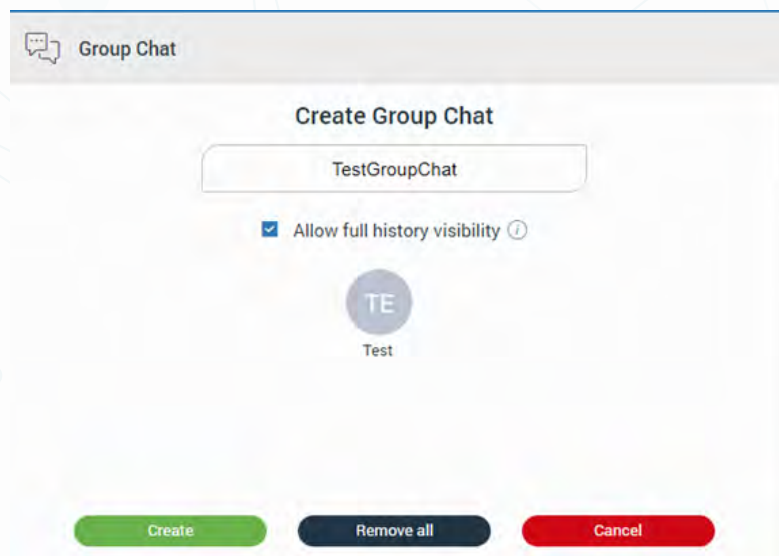 Group Chat
Create Group Chat
TestGroupChat
Allow full history visibility i
TE
Test
Create Remove all Cancel